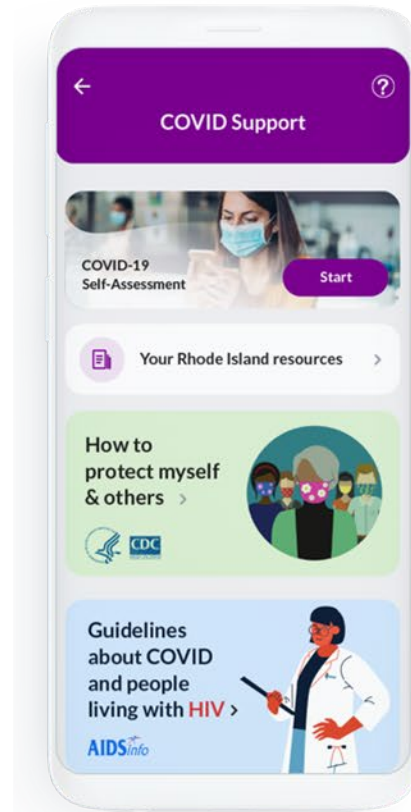 COVID Support
COVID-19
Self-Assessment
Start
Your Rhode Island resources
How to
protect myself
& others
CDC
Guidelines
about COVID
and people
living with HIV
AIDSinfo